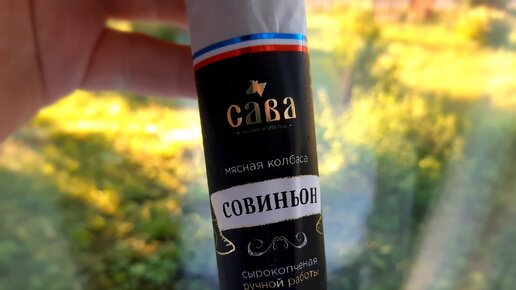 сава
мясная колбаса
СОВИНЬОН
сырокопченая
ручной работы